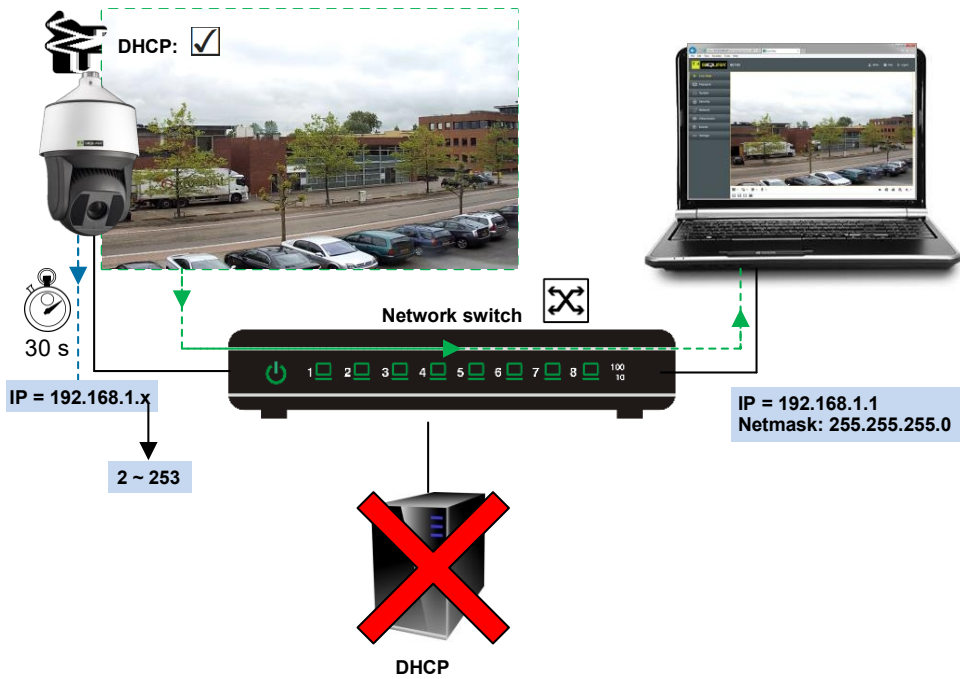 DHCP:
Network switch
30 s
1 2 3 4 5 6 7 8 100
10
IP = 192.168.1.x
IP = 192.168.1.1
Netmask: 255.255.255.0
2 ~ 253
DHCP